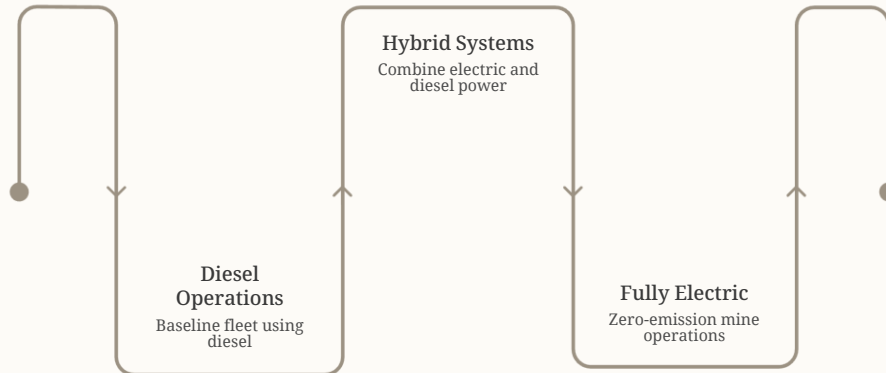 Hybrid Systems
Combine electric and
diesel power
Diesel
Operations
Baseline fleet using
diesel
Fully Electric
Zero-emission mine
operations